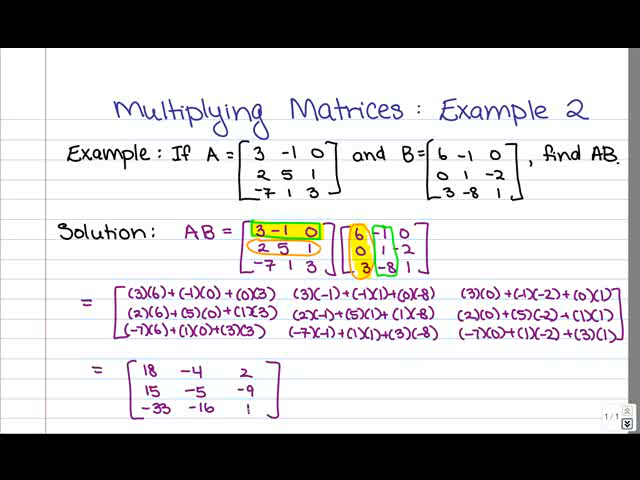 Multiplying Matrices: Example 2
Example: If A = [3 -1 0 and B = [6 -1 0 , find AB.
2 5 1 0 1 -2
-7 1 3] 3 -8 1]
Solution: AB = [3 -1 0 [6 -1 0
2 5 1 0 1 -2
-7 1 3] 3 -8 1]
= [(3)(6)+(-1)(0)+(0)(3) (3)(-1)+(-1)(1)+(0)(-8) (3)(0)+(-1)(-2)+(0)(1)
(2)(6)+(5)(0)+(1)(3) (2)(-1)+(5)(1)+(1)(-8) (2)(0)+(5)(-2)+(1)(1)
(-7)(6)+(1)(0)+(3)(3) (-7)(-1)+(1)(1)+(3)(-8) (-7)(0)+(1)(-2)+(3)(1)]
= [18 -4 2
15 -5 -9
-33 -16 1]
1/1